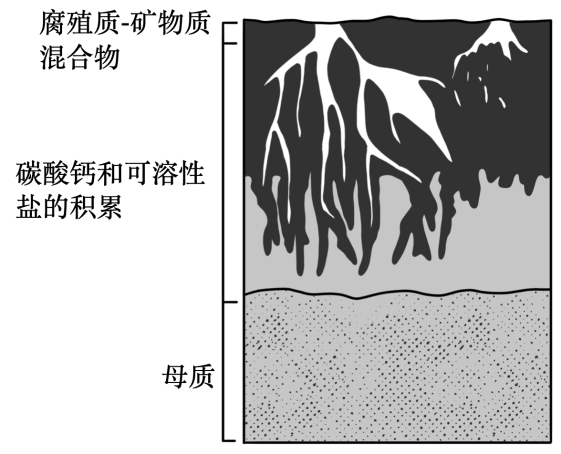 腐殖质-矿物质
混合物
碳酸钙和可溶性
盐的积累
母质